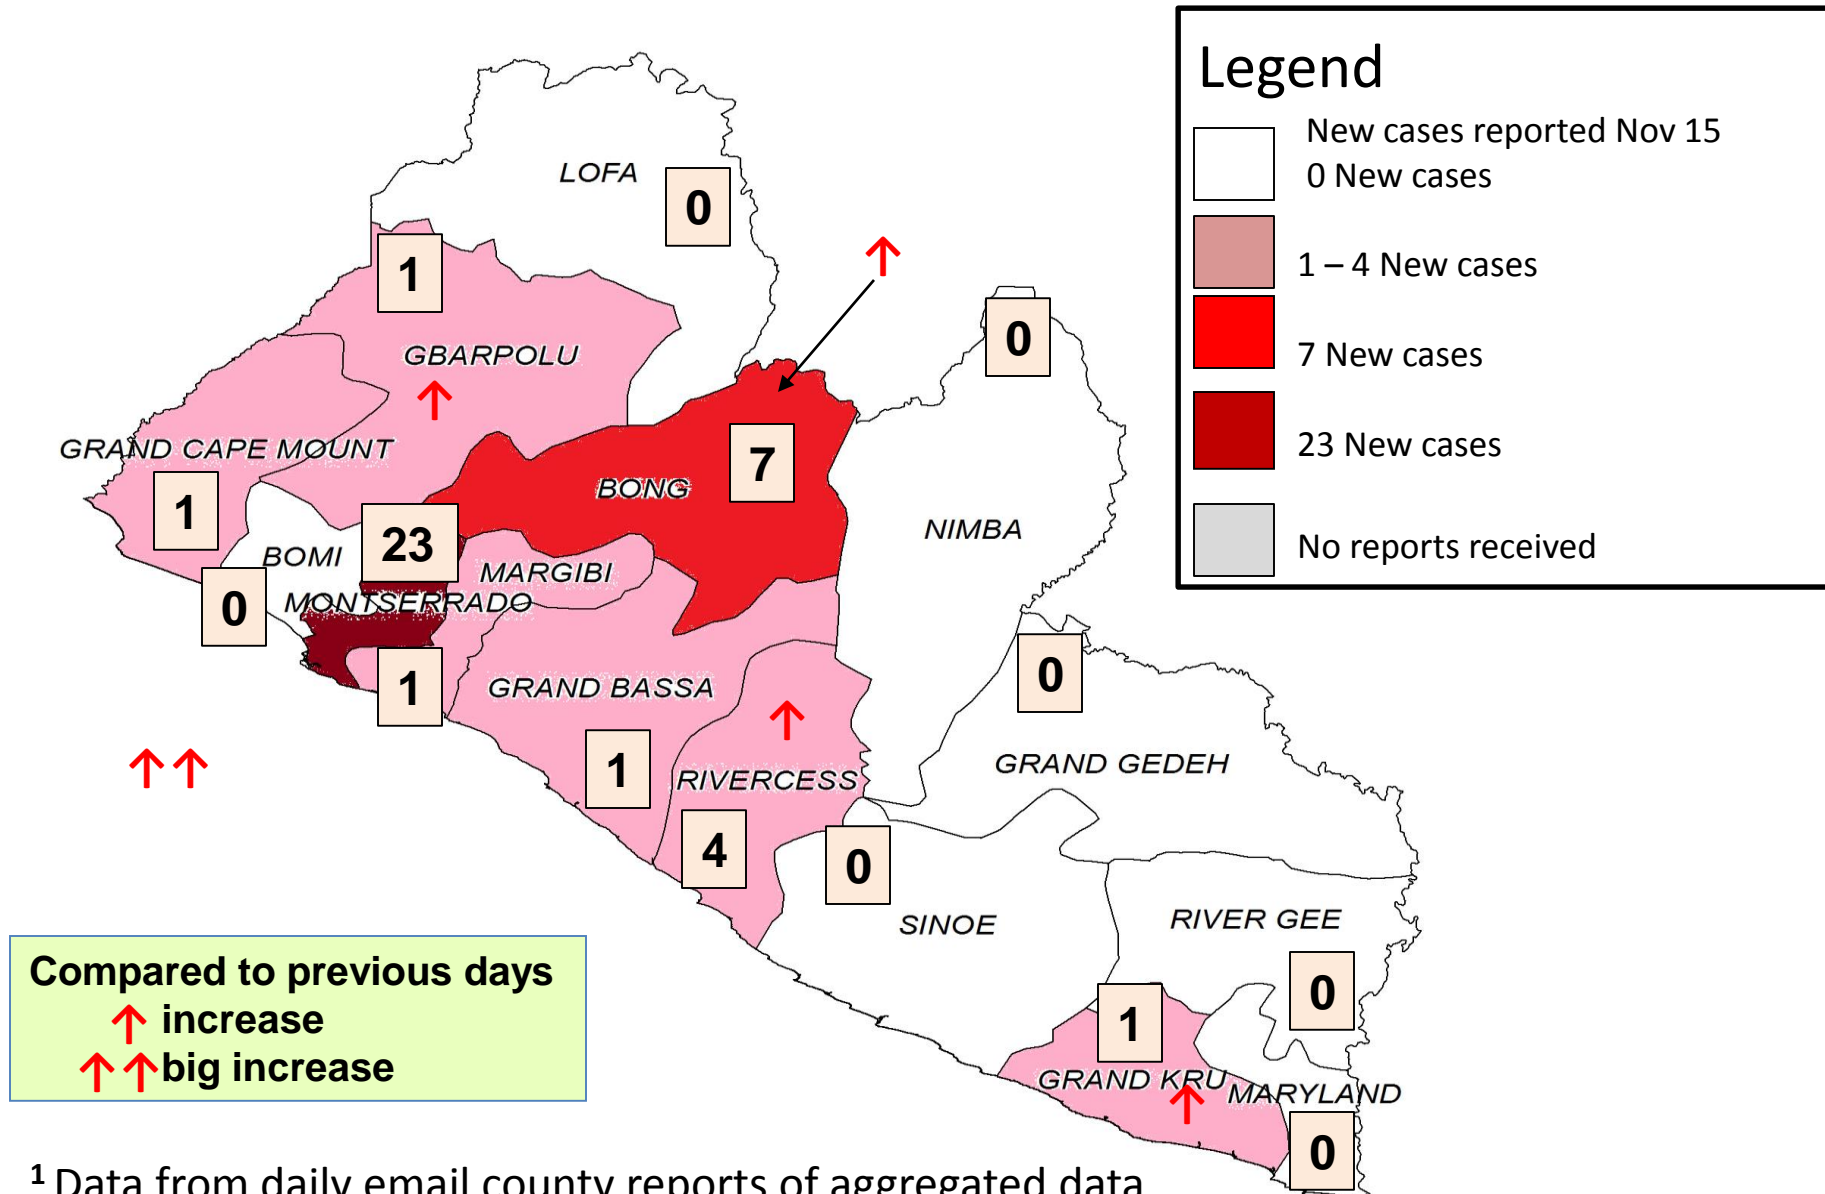 Legend
New cases reported Nov 15
0 New cases
1 – 4 New cases
7 New cases
23 New cases
No reports received
LOFA
0
1
GBARPOLU
↑
↑
0
GRAND CAPE MOUNT
1
BONG
7
NIMBA
23
BOMI
MARGIBI
0
MONTSERRADO
1
GRAND BASSA
0
↑
↑↑
1
RIVERCESS
GRAND GEDEH
4
0
SINOE
RIVER GEE
0
1
GRAND KRU
↑
MARYLAND
0
Compared to previous days
↑ increase
↑↑big increase
1 Data from daily email county reports of aggregated data